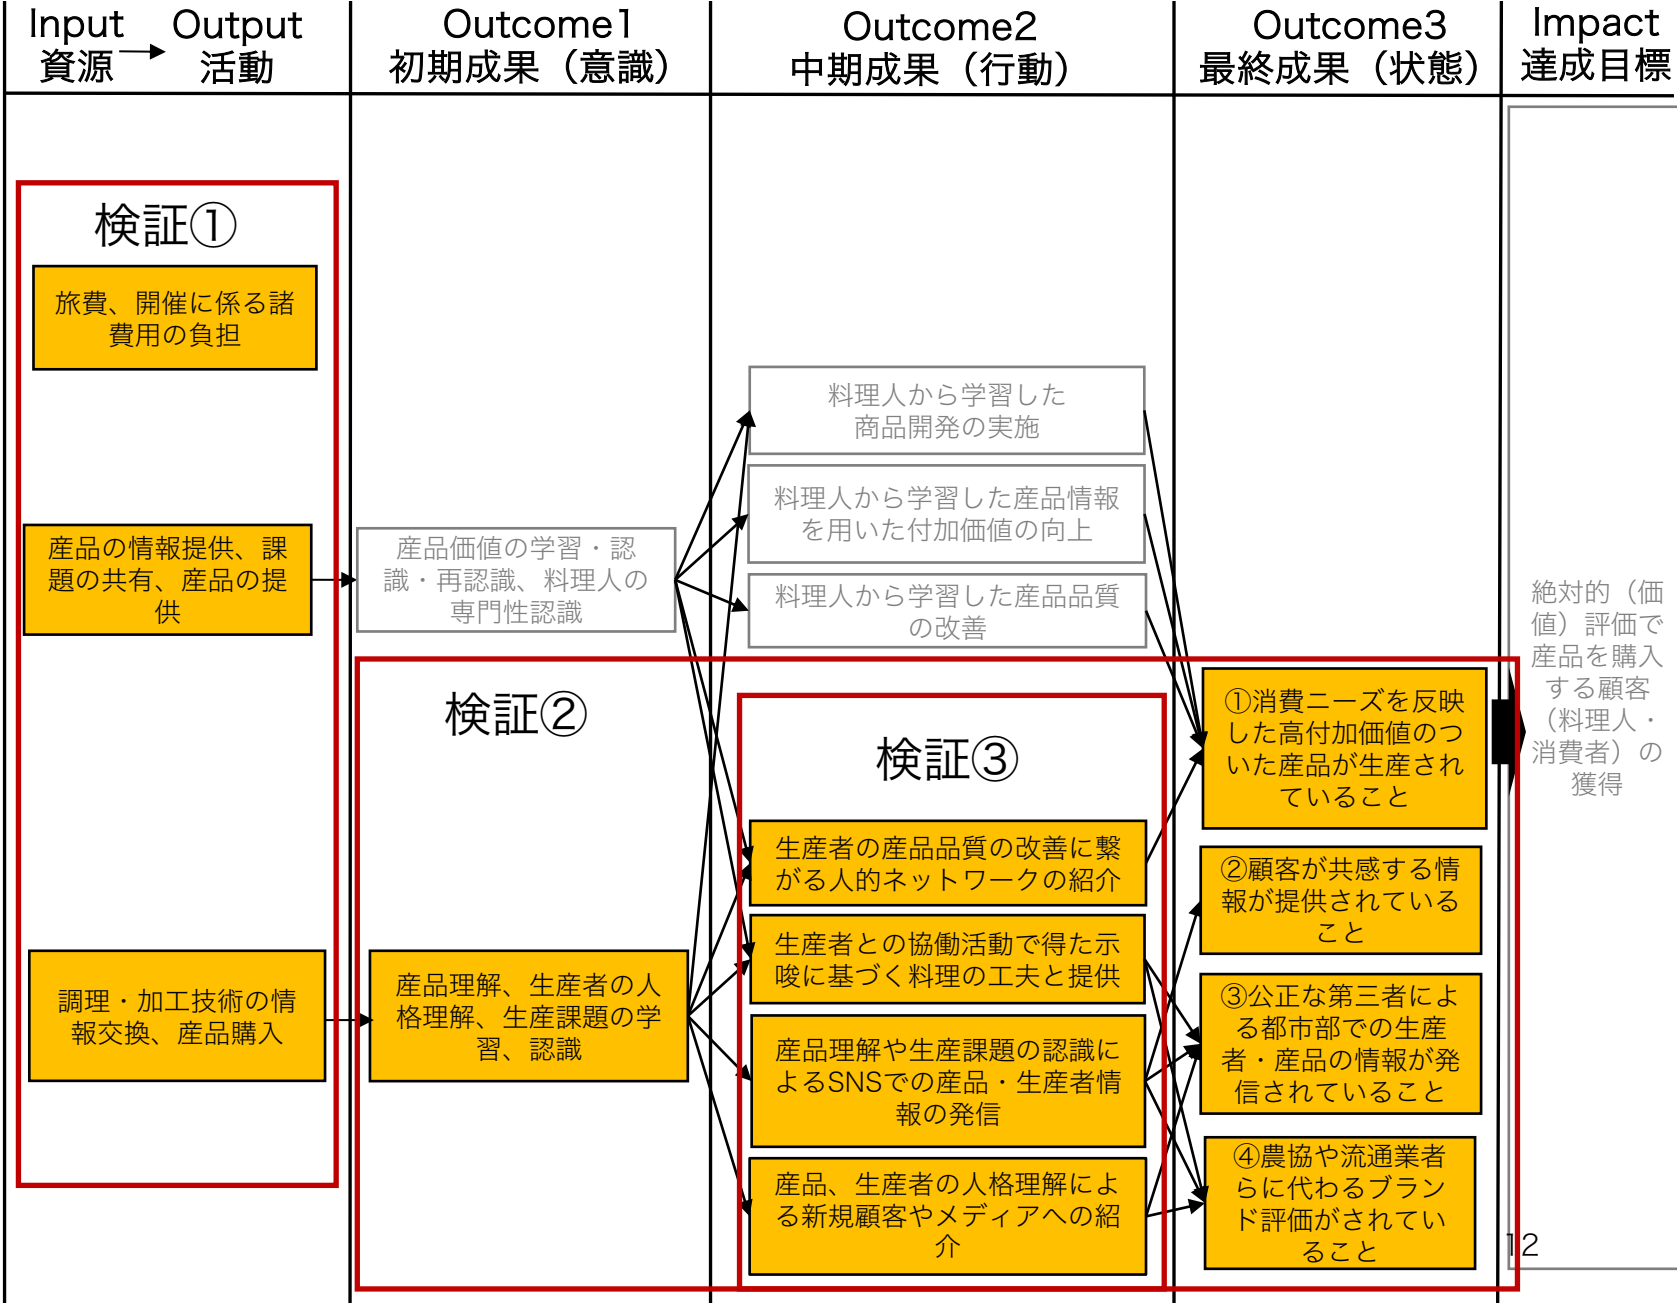 Input
資源
Output
活動
Outcome1
初期成果（意識）
Outcome2
中期成果（行動）
Outcome3
最終成果（状態）
Impact
達成目標
検証①
旅費、開催に係る諸
費用の負担
産品の情報提供、課
題の共有、産品の提
供
調理・加工技術の情
報交換、産品購入
産品価値の学習・認
識・再認識、料理人の
専門性認識
検証②
産品理解、生産者の人
格理解、生産課題の学
習、認識
料理人から学習した
商品開発の実施
料理人から学習した産品情報
を用いた付加価値の向上
料理人から学習した産品品質
の改善
検証③
生産者の産品品質の改善に繋
がる人的ネットワークの紹介
生産者との協働活動で得た示
唆に基づく料理の工夫と提供
産品理解や生産課題の認識に
よるSNSでの産品・生産者情
報の発信
産品、生産者の人格理解によ
る新規顧客やメディアへの紹
介
①消費ニーズを反映
した高付加価値のつ
いた産品が生産され
ていること
②顧客が共感する情
報が提供されている
こと
③公正な第三者によ
る都市部での生産
者・産品の情報が発
信されていること
④農協や流通業者
らに代わるブラン
ド評価がされてい
ること
絶対的（価
値）評価で
産品を購入
する顧客
（料理人・
消費者）の
獲得
12